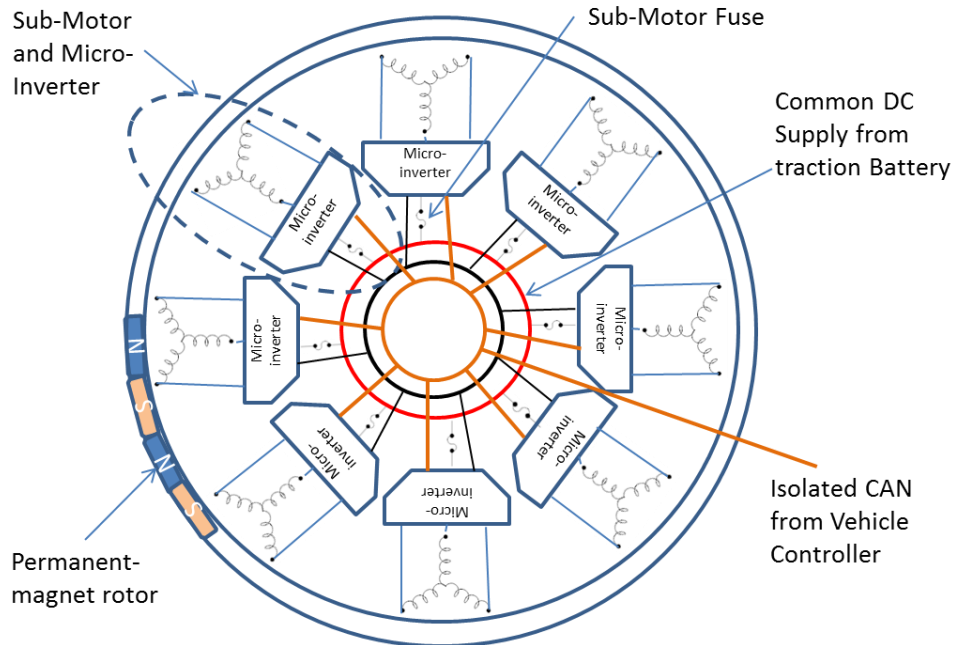 Sub-Motor
and Micro-
Inverter
Sub-Motor Fuse
Common DC
Supply from
traction Battery
Micro-
inverter
Micro-
inverter
Micro-
inverter
Micro-
inverter
Micro-
inverter
Micro-
inverter
Micro-
inverter
Micro-
inverter
N
S
N
S
Permanent-
magnet rotor
Isolated CAN
from Vehicle
Controller